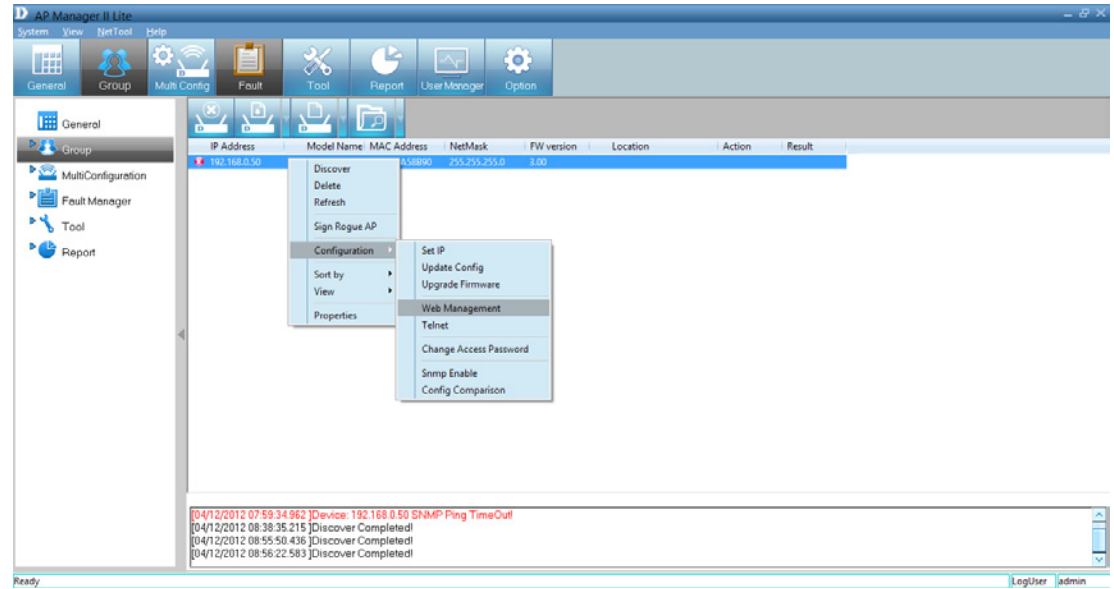 D AP Manager II Lite
System View NetTool Help
General Group Multi Config Fault Tool Report User Manager Option
General
Group
MultiConfiguration
Fault Manager
Tool
Report
IP Address Model Name MAC Address NetMask FW version Location Action Result
192.168.0.50 A58B90 255.255.255.0 3.00
Discover
Delete
Refresh
Sign Rogue AP
Configuration
Sort by
View
Properties
Set IP
Update Config
Upgrade Firmware
Web Management
Telnet
Change Access Password
Snmp Enable
Config Comparison
[04/12/2012 07:59:34.962 ]Device: 192.168.0.50 SNMP Ping TimeOut!
[04/12/2012 08:38:35.215 ]Discover Completed!
[04/12/2012 08:55:50.436 ]Discover Completed!
[04/12/2012 08:56:22.583 ]Discover Completed!
Ready LogUser admin